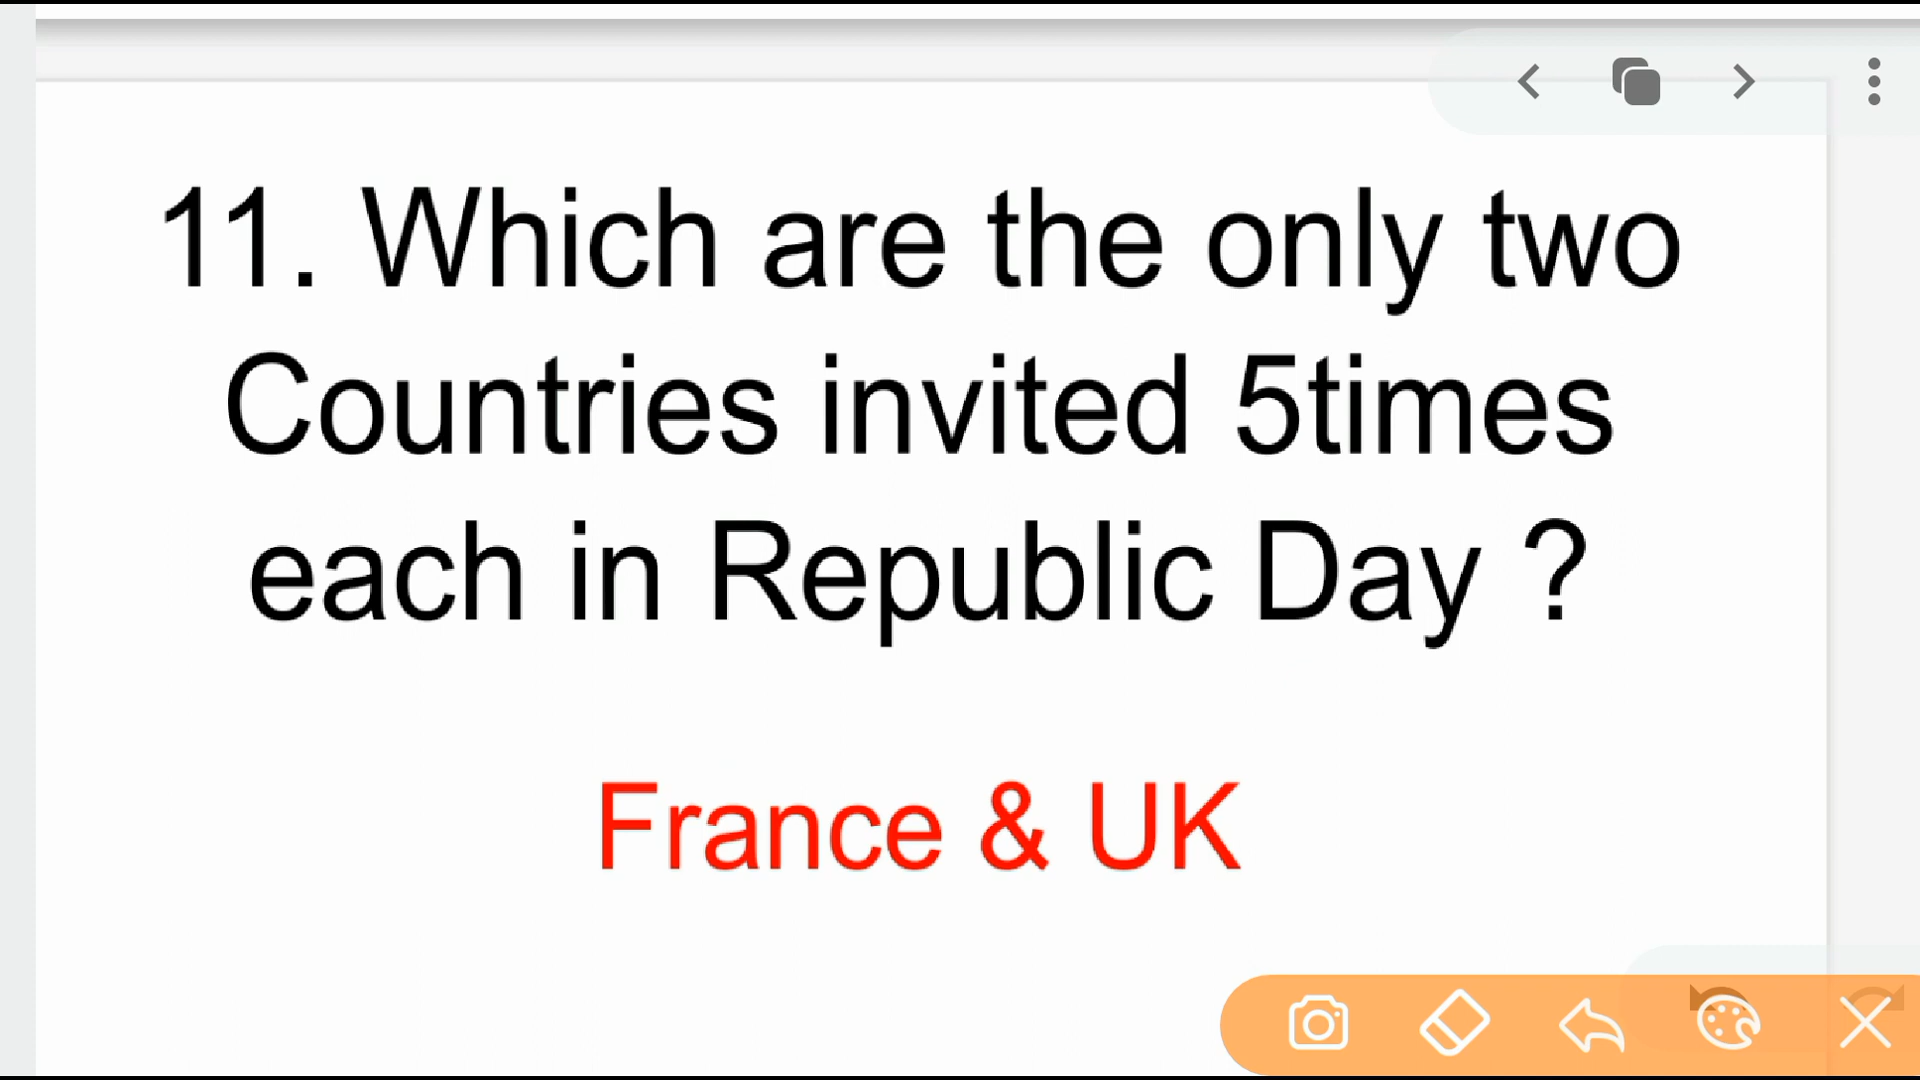 11. Which are the only two
Countries invited 5times
each in Republic Day ?
France & UK